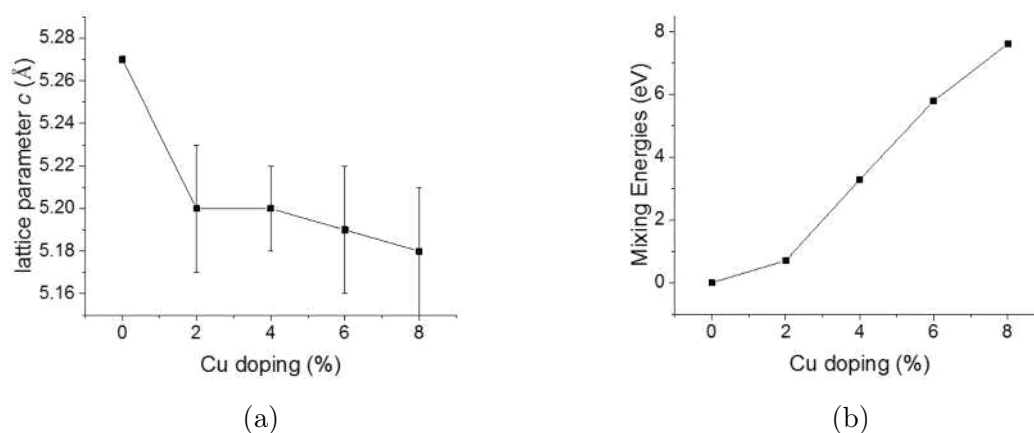 lattice parameter c (Å)
5.28
5.26
5.24
5.22
5.20
5.18
5.16
0 2 4 6 8
Cu doping (%)
(a)
Mixing Energies (eV)
8
6
4
2
0
0 2 4 6 8
Cu doping (%)
(b)